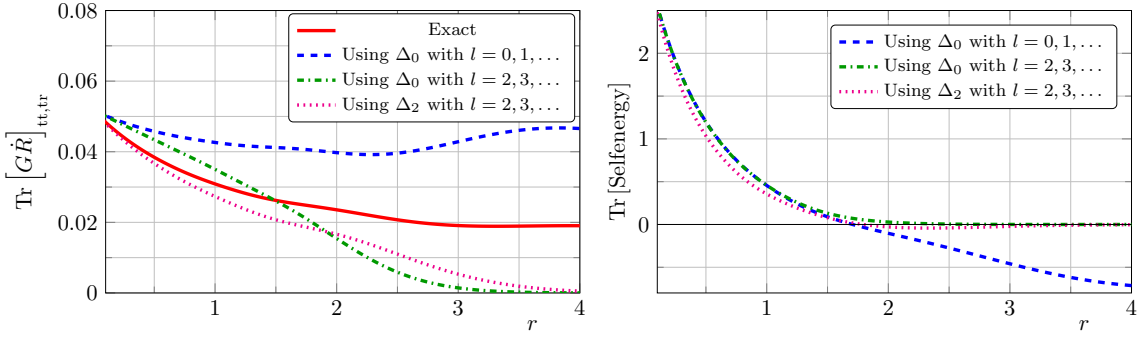 0.08
0.06
0.04
0.02
0
Tr [GṘ]tt,tr
Exact
Using Δ0 with l = 0, 1, . . .
Using Δ0 with l = 2, 3, . . .
Using Δ2 with l = 2, 3, . . .
1 2 3 4
r
2
1
0
Tr [Selfenergy]
Using Δ0 with l = 0, 1, . . .
Using Δ0 with l = 2, 3, . . .
Using Δ2 with l = 2, 3, . . .
1 2 3 4
r